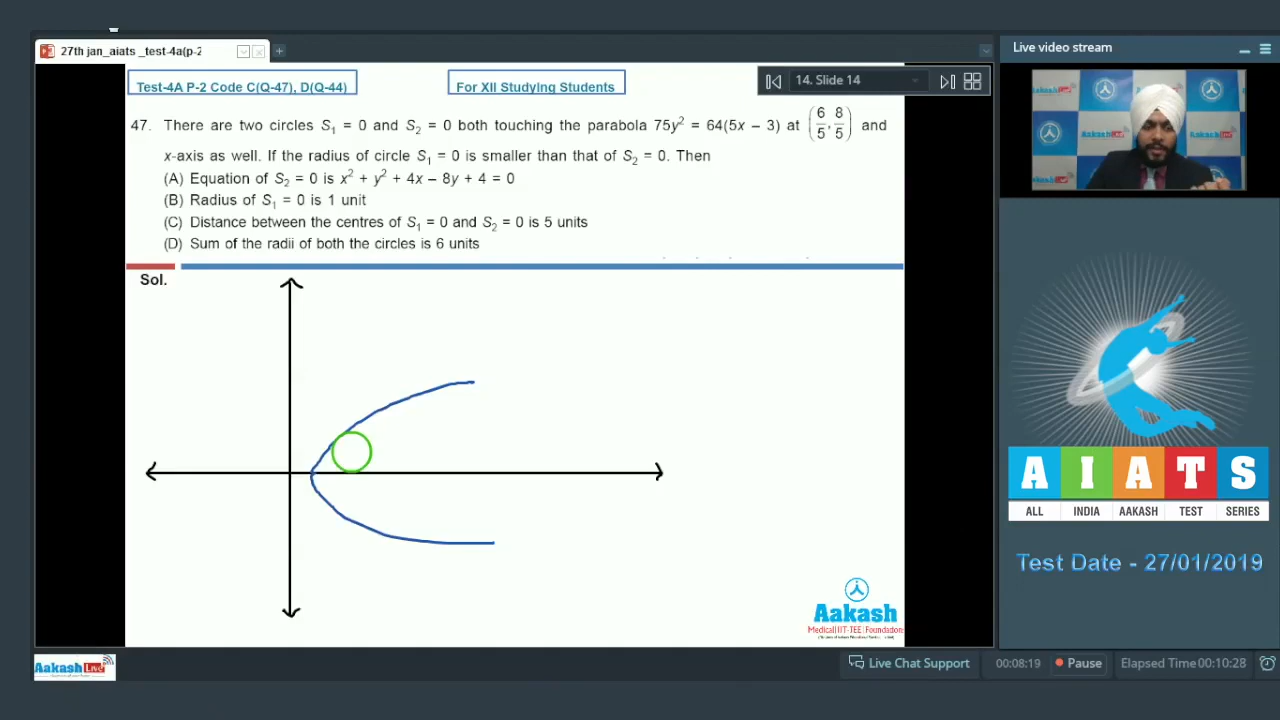 27th jan_aiats _test-4a(p-2
Live video stream
Test-4A P-2 Code C(Q-47), D(Q-44)
For XII Studying Students
14. Slide 14
47. There are two circles S₁ = 0 and S₂ = 0 both touching the parabola 75y² = 64(5x – 3) at (6/5, 8/5) and
x-axis as well. If the radius of circle S₁ = 0 is smaller than that of S₂ = 0. Then
(A) Equation of S₂ = 0 is x² + y² + 4x – 8y + 4 = 0
(B) Radius of S₁ = 0 is 1 unit
(C) Distance between the centres of S₁ = 0 and S₂ = 0 is 5 units
(D) Sum of the radii of both the circles is 6 units
Sol.
A I A T S
ALL INDIA AAKASH TEST SERIES
Test Date - 27/01/2019
Aakash
Medical|IIT-JEE|Foundations
Aakash Live
Live Chat Support
00:08:19
Pause
Elapsed Time 00:10:28